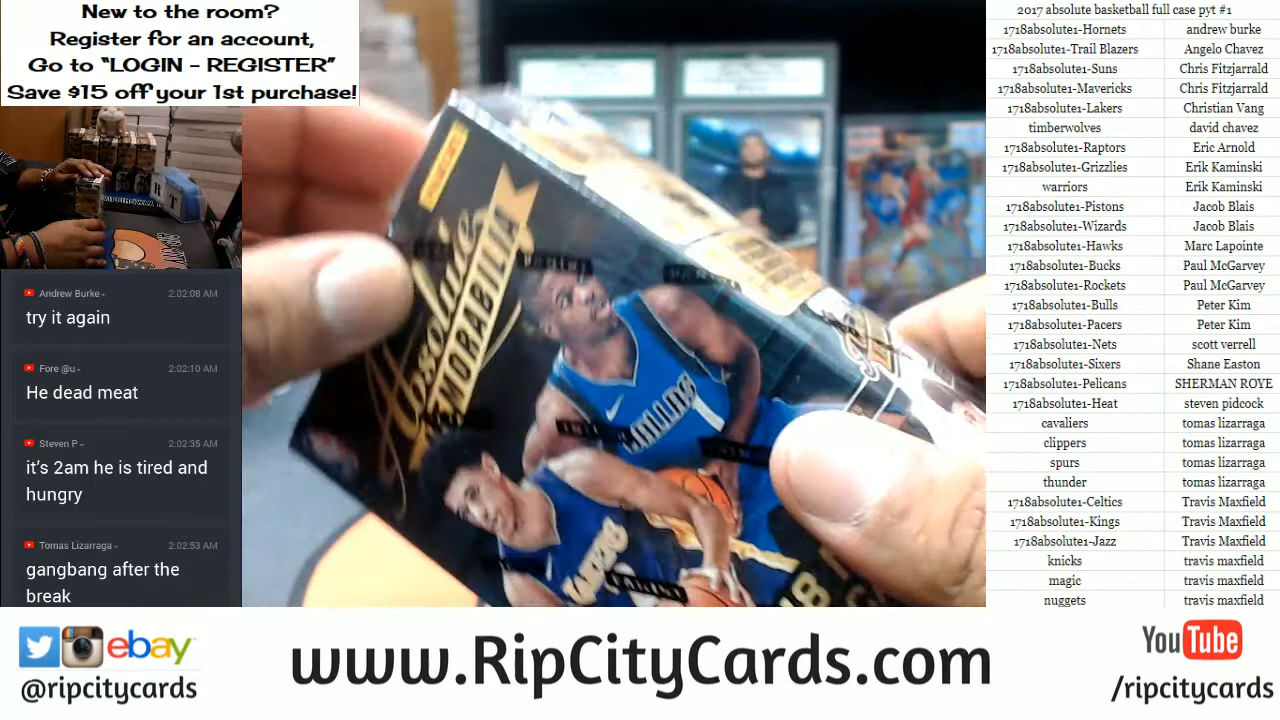 New to the room?
Register for an account,
Go to “LOGIN - REGISTER”
Save $15 off your 1st purchase!
Andrew Burke 2:02:08 AM
try it again
Fore @u 2:02:10 AM
He dead meat
Steven P 2:02:35 AM
it’s 2am he is tired and
hungry
Tomas Lizarraga 2:02:53 AM
gangbang after the
break
PANINI
Absolute
MEMORABILIA
DALLAS
PANINI
2017 absolute basketball full case pyt #1
1718absolute1-Hornets andrew burke
1718absolute1-Trail Blazers Angelo Chavez
1718absolute1-Suns Chris Fitzjarrald
1718absolute1-Mavericks Chris Fitzjarrald
1718absolute1-Lakers Christian Vang
timberwolves david chavez
1718absolute1-Raptors Eric Arnold
1718absolute1-Grizzlies Erik Kaminski
warriors Erik Kaminski
1718absolute1-Pistons Jacob Blais
1718absolute1-Wizards Jacob Blais
1718absolute1-Hawks Marc Lapointe
1718absolute1-Bucks Paul McGarvey
1718absolute1-Rockets Paul McGarvey
1718absolute1-Bulls Peter Kim
1718absolute1-Pacers Peter Kim
1718absolute1-Nets scott verrell
1718absolute1-Sixers Shane Easton
1718absolute1-Pelicans SHERMAN ROYE
1718absolute1-Heat steven pidcock
cavaliers tomas lizarraga
clippers tomas lizarraga
spurs tomas lizarraga
thunder tomas lizarraga
1718absolute1-Celtics Travis Maxfield
1718absolute1-Kings Travis Maxfield
1718absolute1-Jazz Travis Maxfield
knicks travis maxfield
magic travis maxfield
nuggets travis maxfield
ebay
@ripcitycards
www.RipCityCards.com
YouTube
/ripcitycards